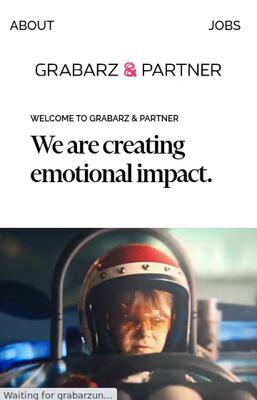 ABOUT JOBS
GRABARZ & PARTNER
WELCOME TO GRABARZ & PARTNER
We are creating
emotional impact.
Waiting for grabarzun...